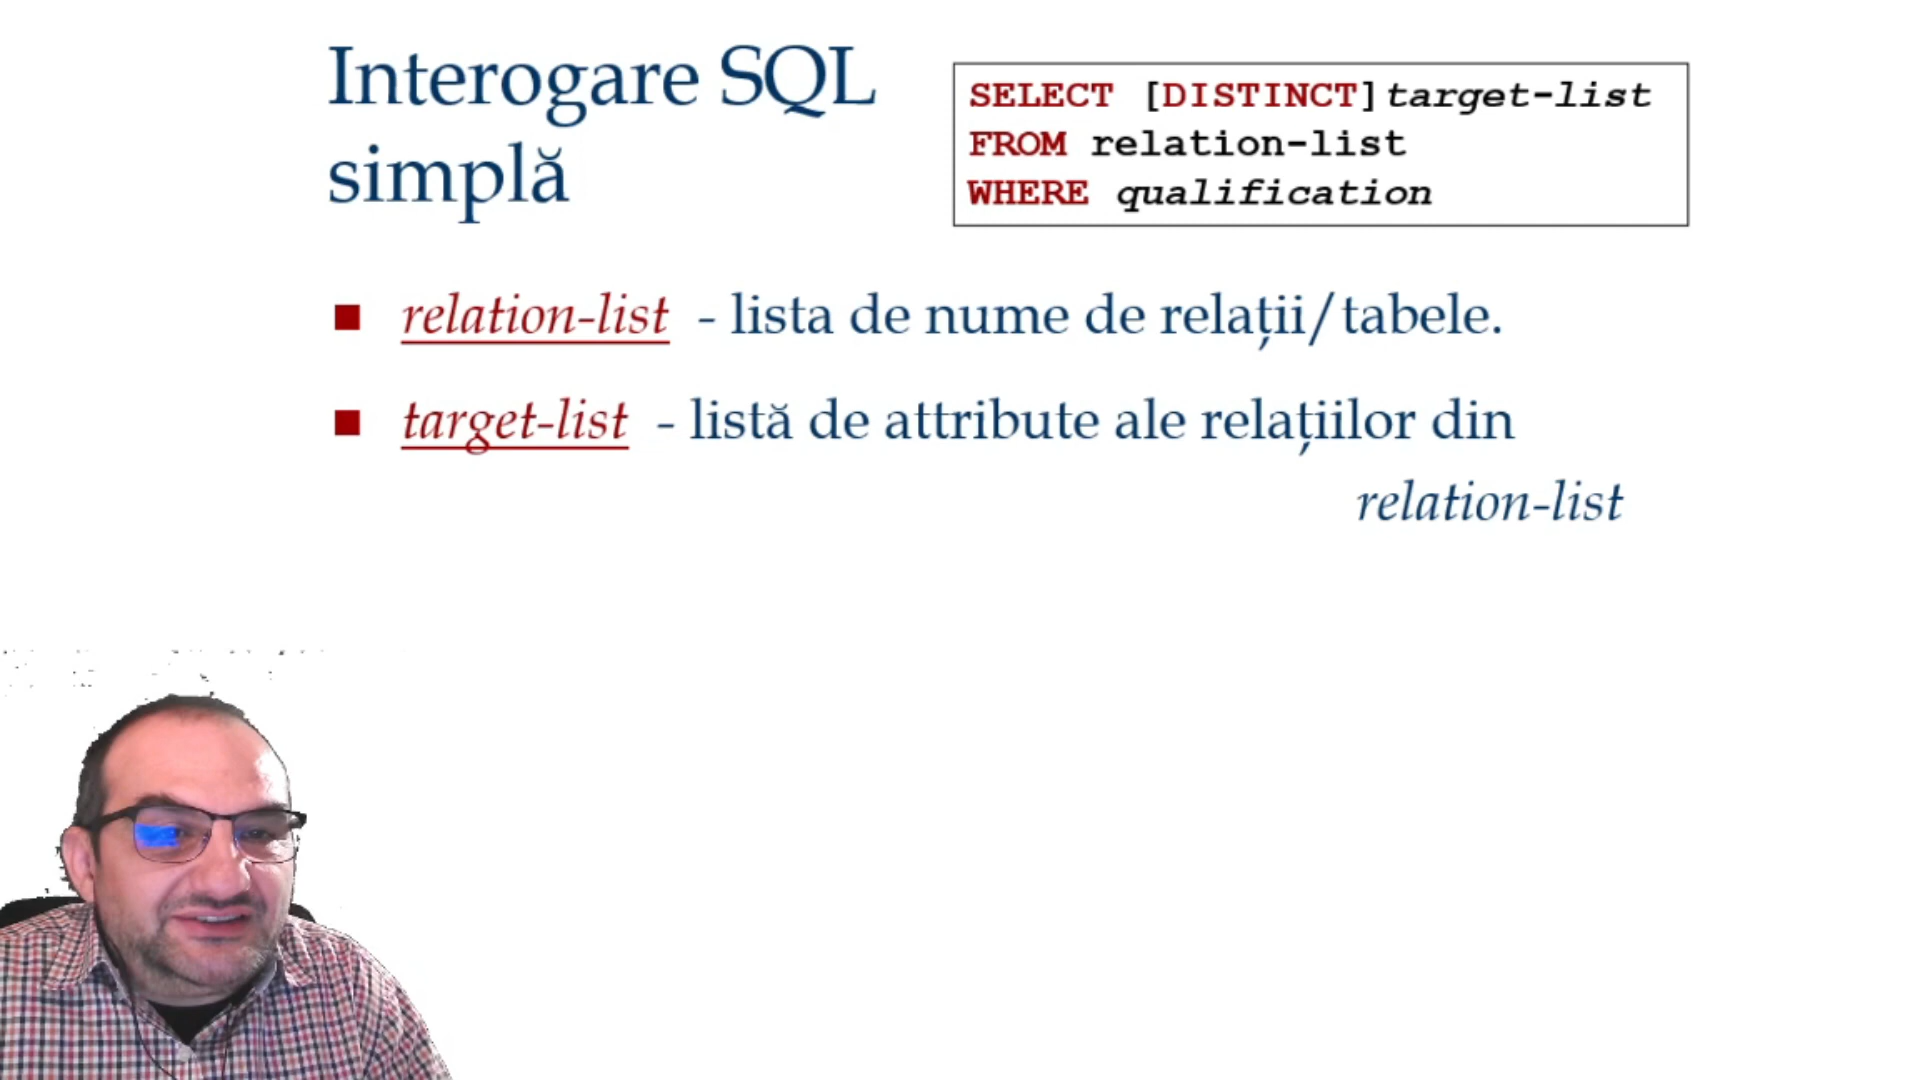 Interogare SQL
simplă
SELECT [DISTINCT] target-list
FROM relation-list
WHERE qualification
■ relation-list - lista de nume de relații/tabele.
■ target-list - listă de attribute ale relațiilor din
relation-list